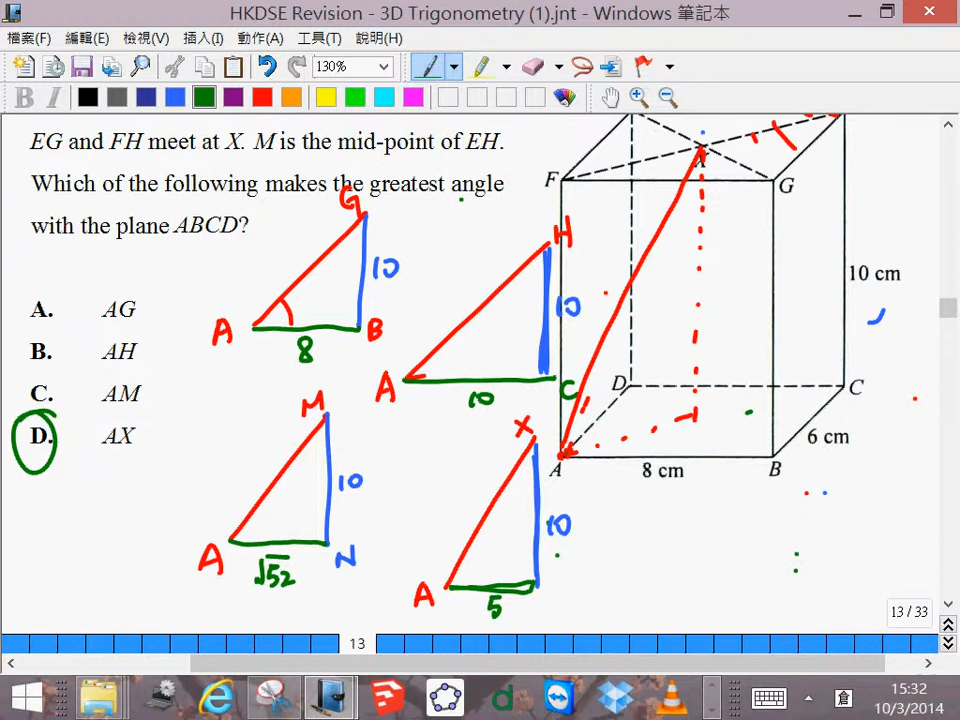 HKDSE Revision - 3D Trigonometry (1).jnt - Windows 筆記本
檔案(F) 編輯(E) 檢視(V) 插入(I) 動作(A) 工具(T) 說明(H)
130%
B I
EG and FH meet at X. M is the mid-point of EH.
Which of the following makes the greatest angle
with the plane ABCD?
A. AG
B. AH
C. AM
D. AX
G
A
B
10
8
H
A
C
10
10
M
A
N
10
√52
X
A
10
5
F
X
G
10 cm
D
C
6 cm
A
8 cm
B
13 / 33
13
倉
15:32
10/3/2014